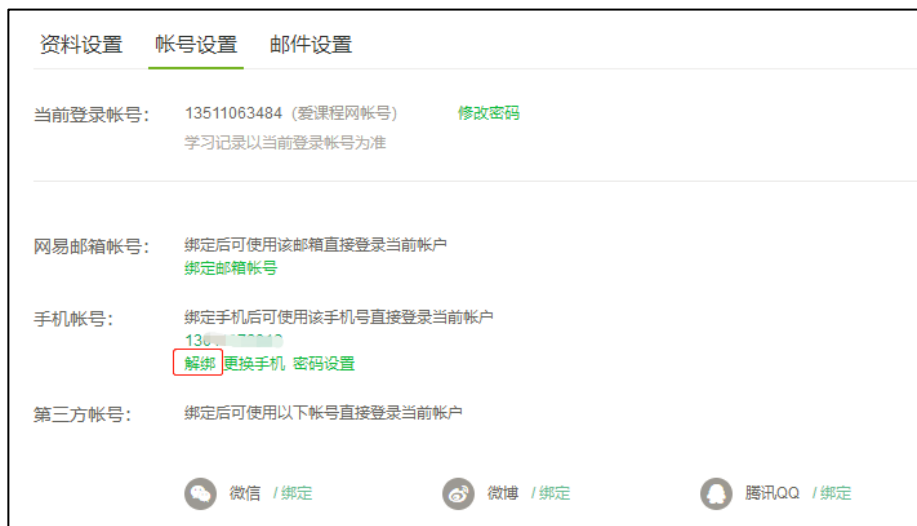 资料设置 帐号设置 邮件设置
当前登录帐号： 13511063484（爱课程网帐号） 修改密码
学习记录以当前登录帐号为准
网易邮箱帐号： 绑定后可使用该邮箱直接登录当前帐户
绑定邮箱帐号
手机帐号： 绑定手机后可使用该手机号直接登录当前帐户
解绑 更换手机 密码设置
第三方帐号： 绑定后可使用以下帐号直接登录当前帐户
微信 /绑定 微博 /绑定 腾讯QQ /绑定